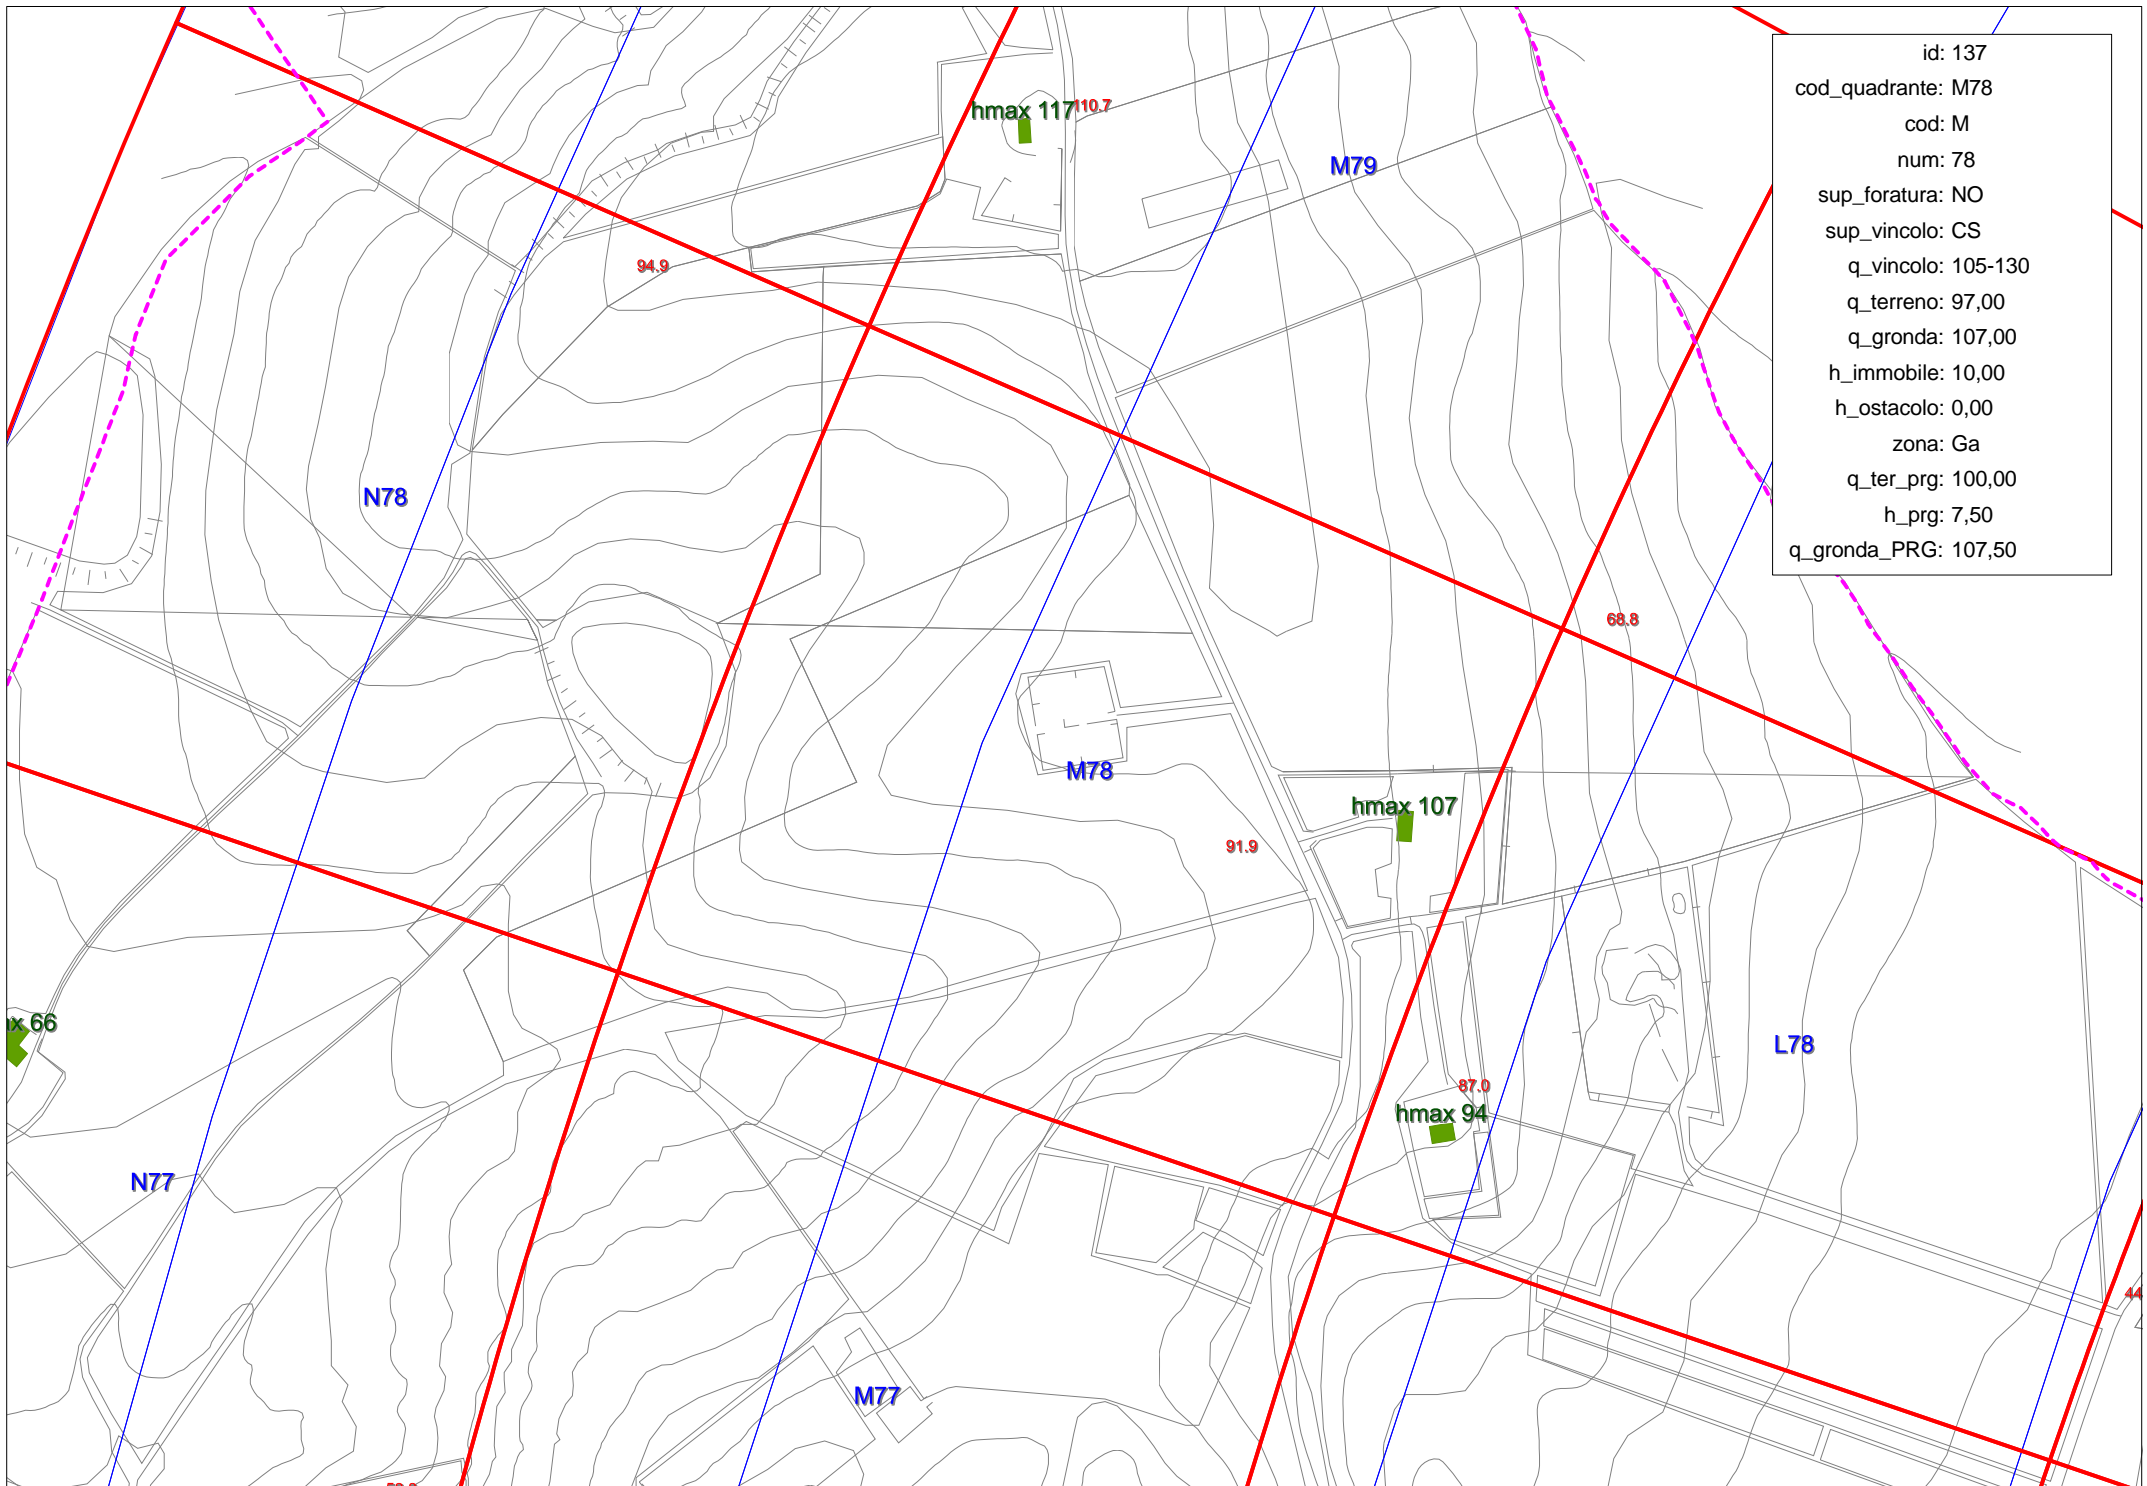 id: 137
cod_quadrante: M78
cod: M
num: 78
sup_foratura: NO
sup_vincolo: CS
q_vincolo: 105-130
q_terreno: 97,00
q_gronda: 107,00
h_immobile: 10,00
h_ostacolo: 0,00
zona: Ga
q_ter_prg: 100,00
h_prg: 7,50
q_gronda_PRG: 107,50
hmax 117
110.7
M79
94.9
N78
68.8
M78
hmax 107
91.9
66
L78
87.0
hmax 94
N77
44
M77